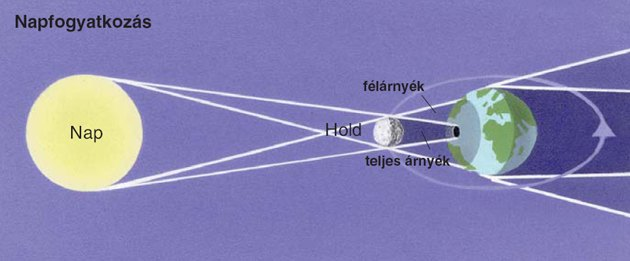 Napfogyatkozás
félárnyék
Nap
Hold
teljes árnyék